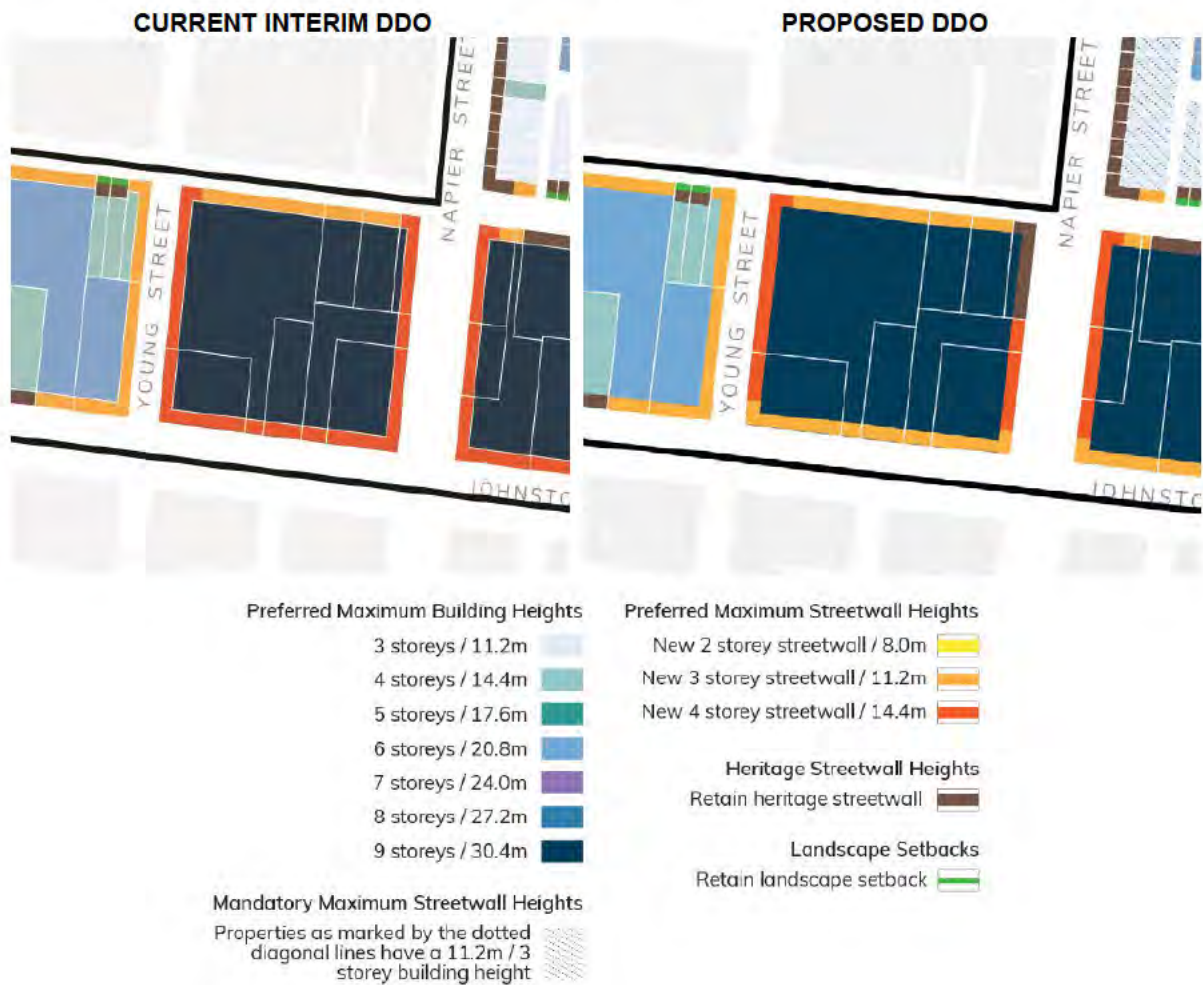 CURRENT INTERIM DDO
PROPOSED DDO
NAPIER STREET
YOUNG STREET
JOHNSTO
NAPIER STREET
YOUNG STREET
JOHNSTC
Preferred Maximum Building Heights
3 storeys / 11.2m
4 storeys / 14.4m
5 storeys / 17.6m
6 storeys / 20.8m
7 storeys / 24.0m
8 storeys / 27.2m
9 storeys / 30.4m
Mandatory Maximum Streetwall Heights
Properties as marked by the dotted
diagonal lines have a 11.2m / 3
storey building height
Preferred Maximum Streetwall Heights
New 2 storey streetwall / 8.0m
New 3 storey streetwall / 11.2m
New 4 storey streetwall / 14.4m
Heritage Streetwall Heights
Retain heritage streetwall
Landscape Setbacks
Retain landscape setback